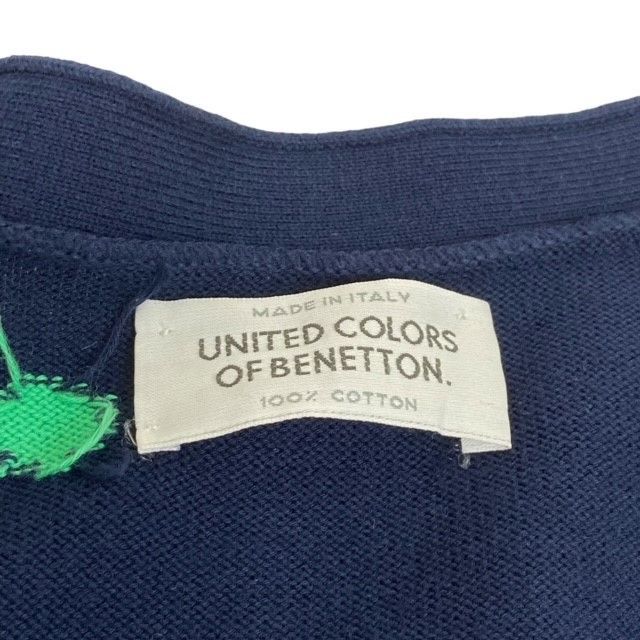 MADE IN ITALY
UNITED COLORS
OF BENETTON.
100% COTTON